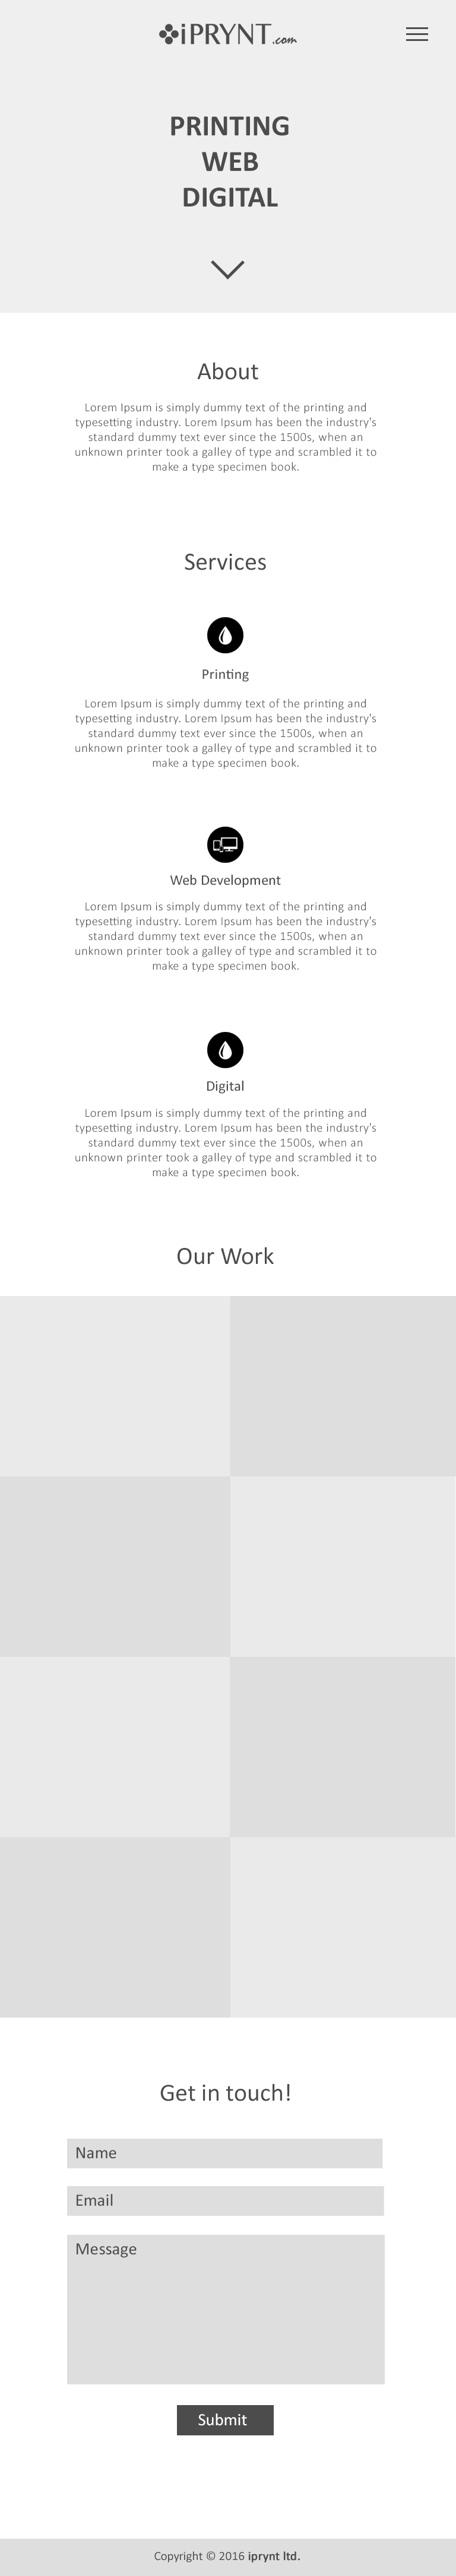 iPRYNT.com
PRINTING
WEB
DIGITAL
About
Lorem Ipsum is simply dummy text of the printing and
typesetting industry. Lorem Ipsum has been the industry's
standard dummy text ever since the 1500s, when an
unknown printer took a galley of type and scrambled it to
make a type specimen book.
Services
Printing
Lorem Ipsum is simply dummy text of the printing and
typesetting industry. Lorem Ipsum has been the industry's
standard dummy text ever since the 1500s, when an
unknown printer took a galley of type and scrambled it to
make a type specimen book.
Web Development
Lorem Ipsum is simply dummy text of the printing and
typesetting industry. Lorem Ipsum has been the industry's
standard dummy text ever since the 1500s, when an
unknown printer took a galley of type and scrambled it to
make a type specimen book.
Digital
Lorem Ipsum is simply dummy text of the printing and
typesetting industry. Lorem Ipsum has been the industry's
standard dummy text ever since the 1500s, when an
unknown printer took a galley of type and scrambled it to
make a type specimen book.
Our Work
Get in touch!
Name
Email
Message
Submit
Copyright © 2016 iprynt ltd.